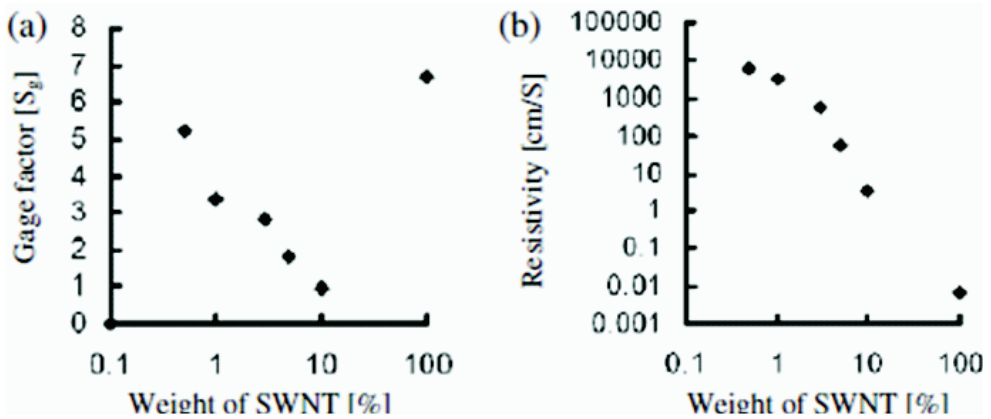 (a)
Gage factor [Sg]
8
7
6
5
4
3
2
1
0
0.1 1 10 100
Weight of SWNT [%]
(b)
Resistivity [cm/S]
100000
10000
1000
100
10
1
0.1
0.01
0.001
0.1 1 10 100
Weight of SWNT [%]